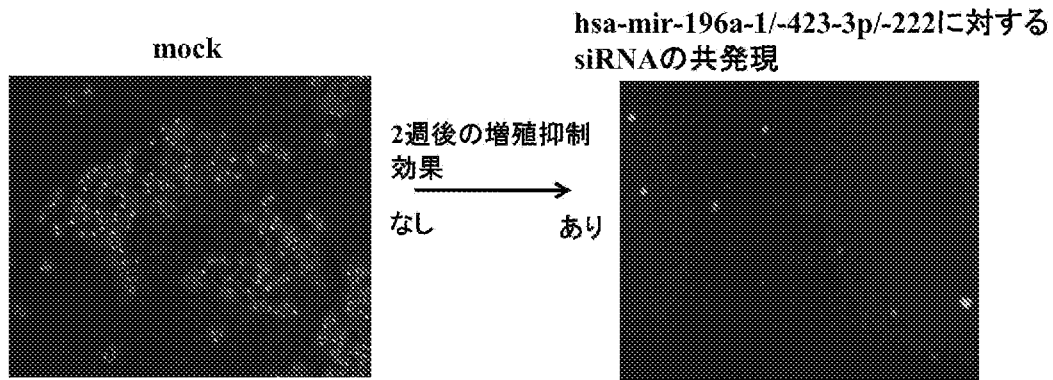 mock
2週後の増殖抑制
効果
なし
あり
hsa-mir-196a-1/-423-3p/-222に対する
siRNAの共発現